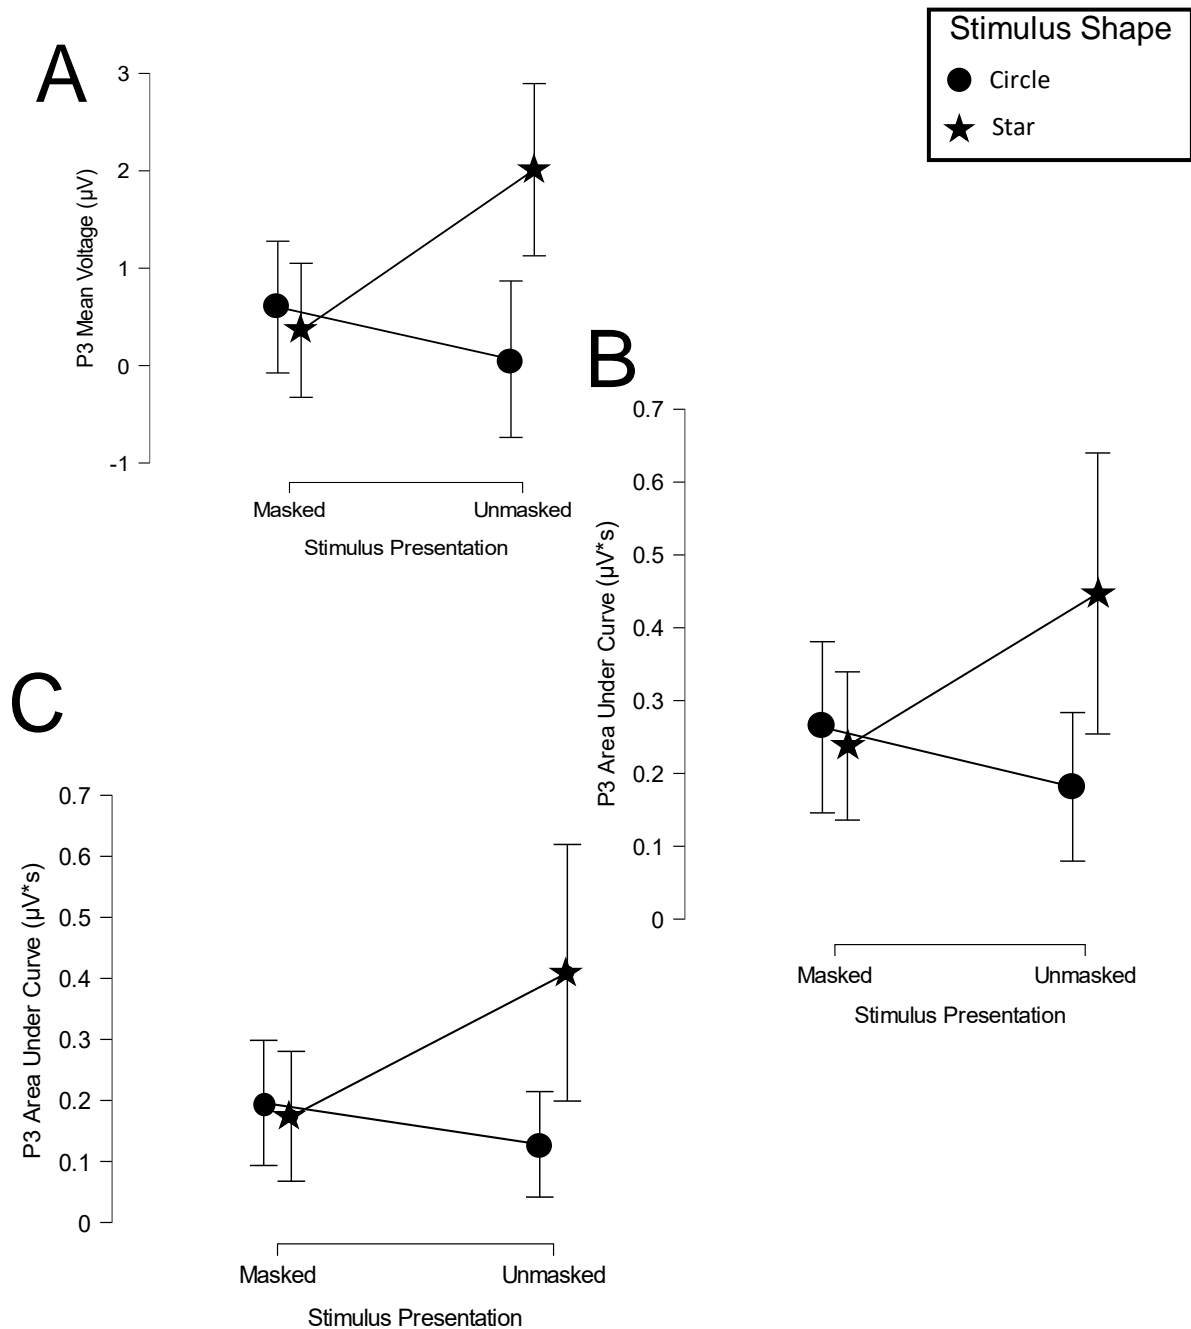 Stimulus Shape
Circle
Star
A
3
2
1
0
-1
P3 Mean Voltage (µV)
Masked Unmasked
Stimulus Presentation
B
0.7
0.6
0.5
0.4
0.3
0.2
0.1
0
P3 Area Under Curve (µV*s)
Masked Unmasked
Stimulus Presentation
C
0.7
0.6
0.5
0.4
0.3
0.2
0.1
0
P3 Area Under Curve (µV*s)
Masked Unmasked
Stimulus Presentation